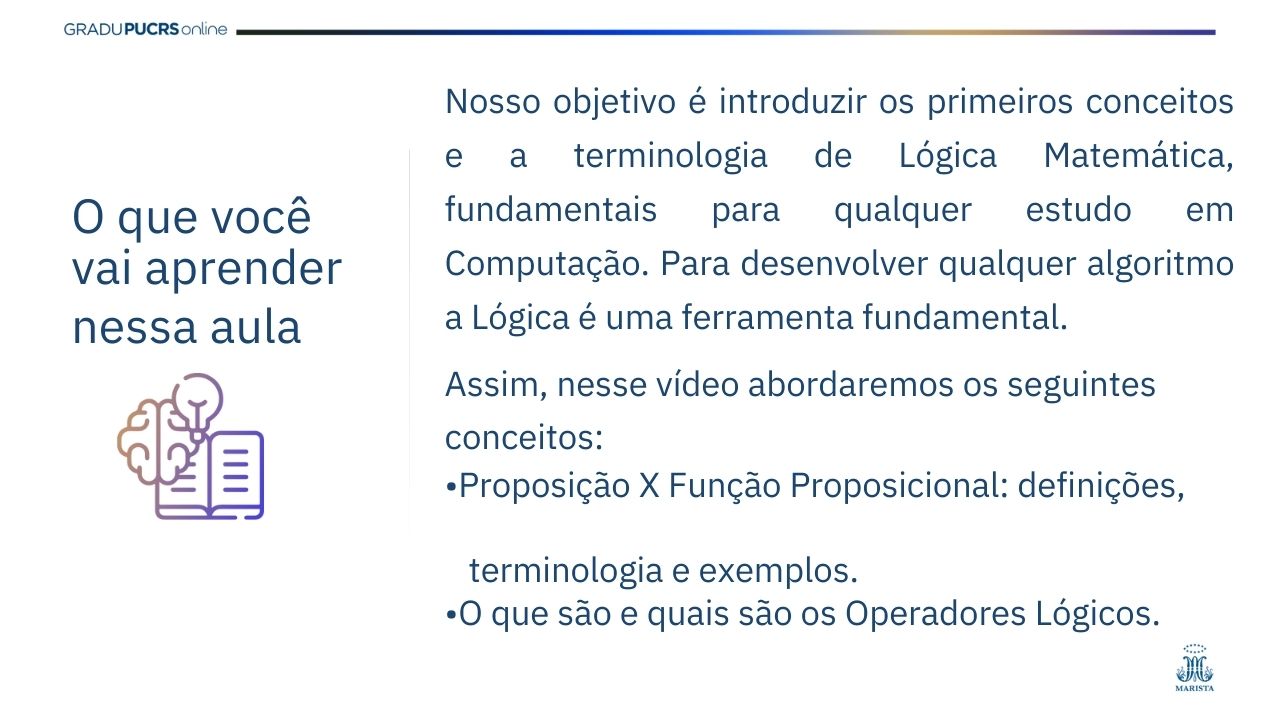 GRADUPUCRSonline
O que você
vai aprender
nessa aula
Nosso objetivo é introduzir os primeiros conceitos
e a terminologia de Lógica Matemática,
fundamentais para qualquer estudo em
Computação. Para desenvolver qualquer algoritmo
a Lógica é uma ferramenta fundamental.
Assim, nesse vídeo abordaremos os seguintes
conceitos:
•Proposição X Função Proposicional: definições,
terminologia e exemplos.
•O que são e quais são os Operadores Lógicos.
MARISTA